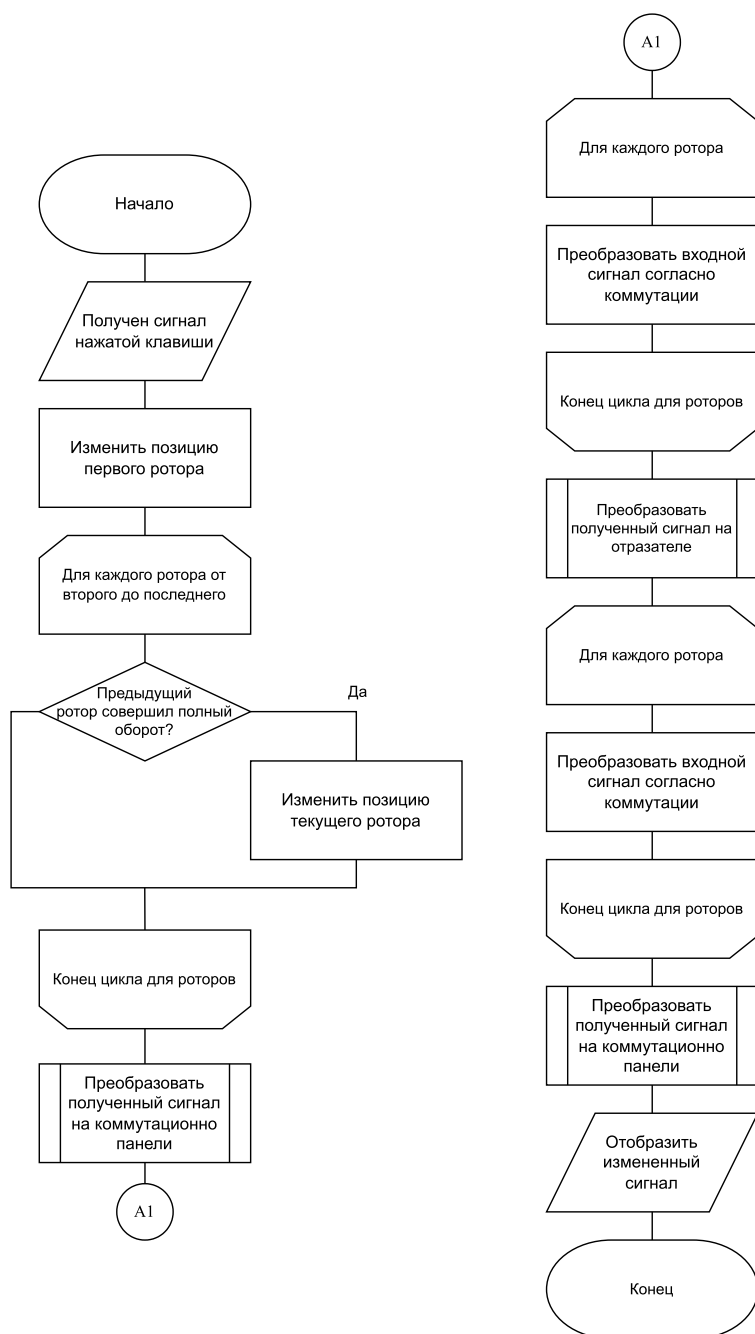 Начало
Получен сигнал
нажатой клавиши
Изменить позицию
первого ротора
Для каждого ротора от
второго до последнего
Предыдущий
ротор совершил полный
оборот?
Да
Изменить позицию
текущего ротора
Конец цикла для роторов
Преобразовать
полученный сигнал
на коммутационно
панели
A1
A1
Для каждого ротора
Преобразовать входной
сигнал согласно
коммутации
Конец цикла для роторов
Преобразовать
полученный сигнал на
отразателе
Для каждого ротора
Преобразовать входной
сигнал согласно
коммутации
Конец цикла для роторов
Преобразовать
полученный сигнал
на коммутационно
панели
Отобразить
измененный
сигнал
Конец